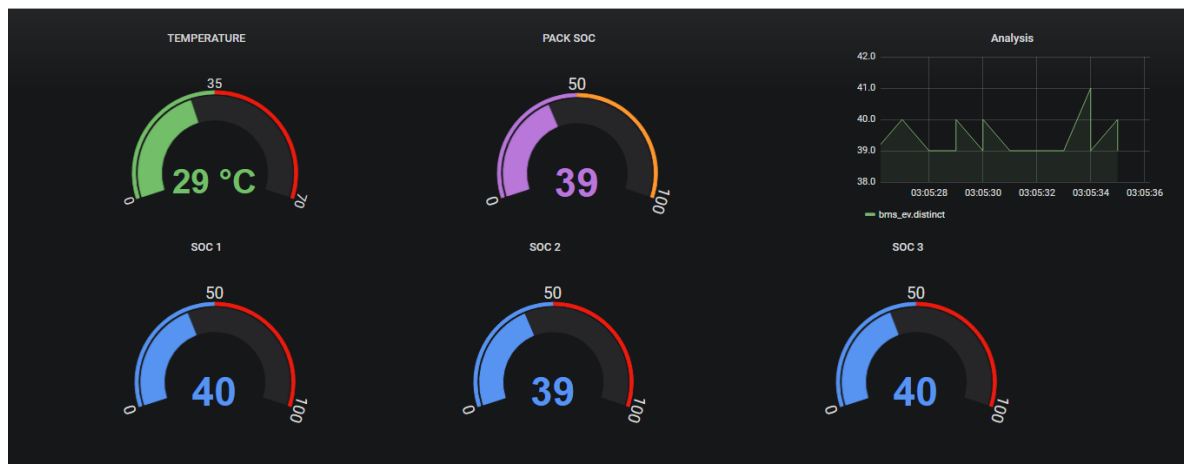 TEMPERATURE
35
29 °C
0
70
PACK SOC
50
39
0
100
Analysis
42.0
41.0
40.0
39.0
38.0
03:05:28 03:05:30 03:05:32 03:05:34 03:05:36
bms_ev.distinct
SOC 1
50
40
0
100
SOC 2
50
39
0
100
SOC 3
50
40
0
100